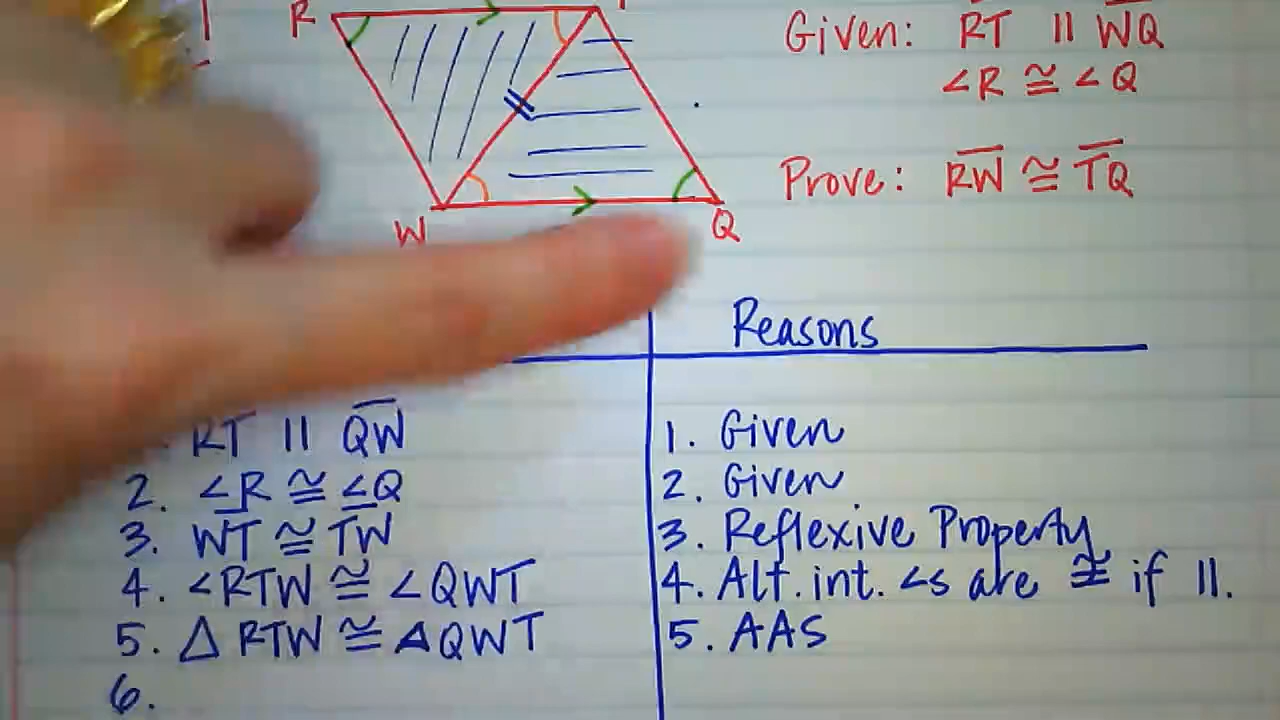 R
Given: RT || WQ
∠R ≅ ∠Q
Prove: RW ≅ TQ
W
Q
Reasons
RT || QW
1. Given
2. ∠R ≅ ∠Q
2. Given
3. WT ≅ TW
3. Reflexive Property
4. ∠RTW ≅ ∠QWT
4. Alt. int. ∠s are ≅ if ||.
5. △ RTW ≅ △QWT
5. AAS
6.